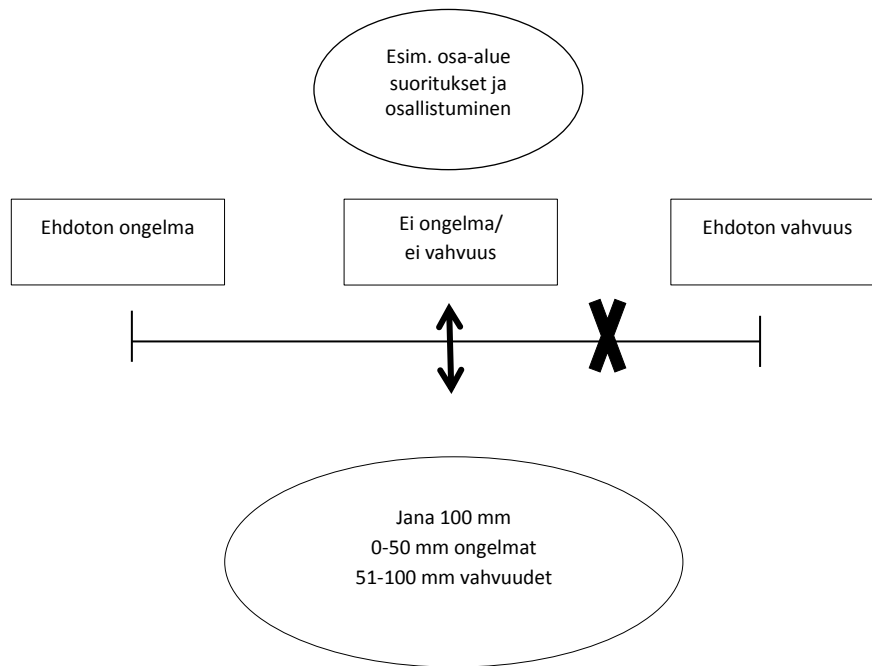 Esim. osa-alue
suoritukset ja
osallistuminen
Ehdoton ongelma
Ei ongelma/
ei vahvuus
Ehdoton vahvuus
Jana 100 mm
0-50 mm ongelmat
51-100 mm vahvuudet